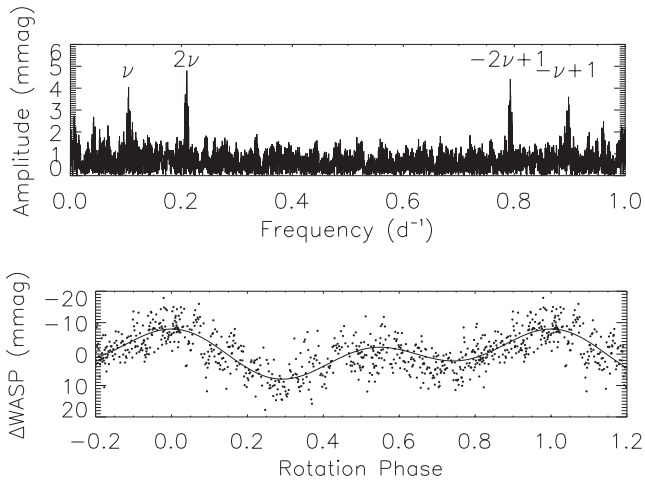 Amplitude (mmag)
6
5
4
3
2
1
0
ν
2ν
−2ν+1
−ν+1
0.0 0.2 0.4 0.6 0.8 1.0
Frequency (d⁻¹)
ΔWASP (mmag)
−20
−10
0
10
20
−0.2 0.0 0.2 0.4 0.6 0.8 1.0 1.2
Rotation Phase